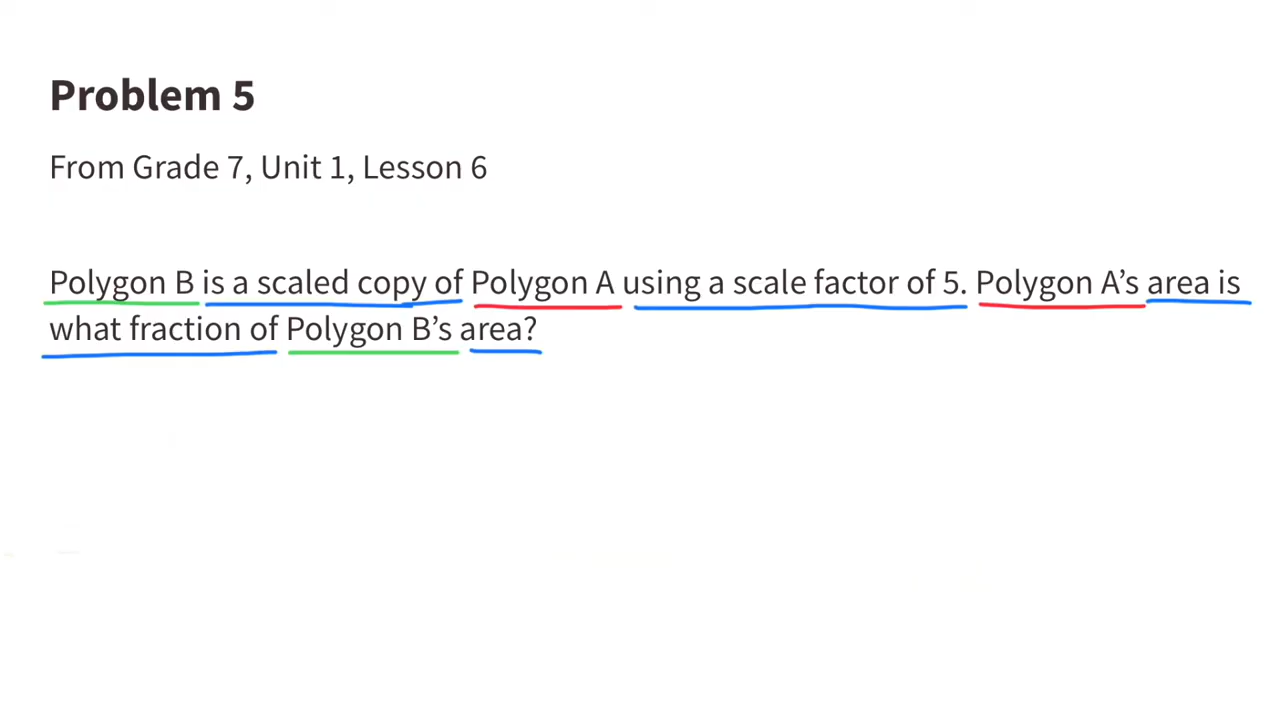 Problem 5
From Grade 7, Unit 1, Lesson 6
Polygon B is a scaled copy of Polygon A using a scale factor of 5. Polygon A’s area is
what fraction of Polygon B’s area?